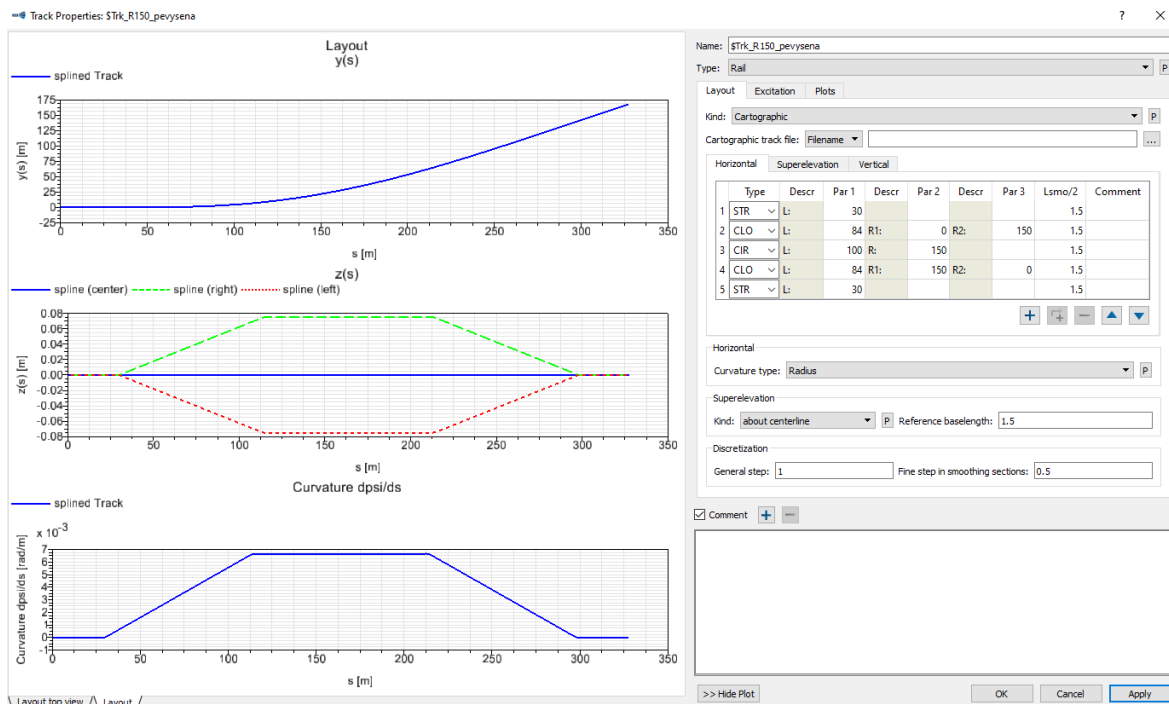 Track Properties: $Trk_R150_pevysena ? ×
Layout
y(s)
splined Track
y(s) [m]
175
150
125
100
75
50
25
0
-25
0 50 100 150 200 250 300 350
s [m]
z(s)
spline (center) spline (right) spline (left)
z(s) [m]
0.08
0.06
0.04
0.02
0.00
-0.02
-0.04
-0.06
-0.08
0 50 100 150 200 250 300 350
s [m]
Curvature dpsi/ds
splined Track
x 10^-3
Curvature dpsi/ds [rad/m]
7
6
5
4
3
2
1
0
-1
0 50 100 150 200 250 300 350
s [m]
Layout top view Layout
Name: $Trk_R150_pevysena
Type: Rail P
Layout Excitation Plots
Kind: Cartographic P
Cartographic track file: Filename ...
Horizontal Superelevation Vertical
Type Descr Par 1 Descr Par 2 Descr Par 3 Lsmo/2 Comment
1 STR L: 30 1.5
2 CLO L: 84 R1: 0 R2: 150 1.5
3 CIR L: 100 R: 150 1.5
4 CLO L: 84 R1: 150 R2: 0 1.5
5 STR L: 30 1.5
Horizontal
Curvature type: Radius P
Superelevation
Kind: about centerline P Reference baselength: 1.5
Discretization
General step: 1 Fine step in smoothing sections: 0.5
Comment
>> Hide Plot OK Cancel Apply